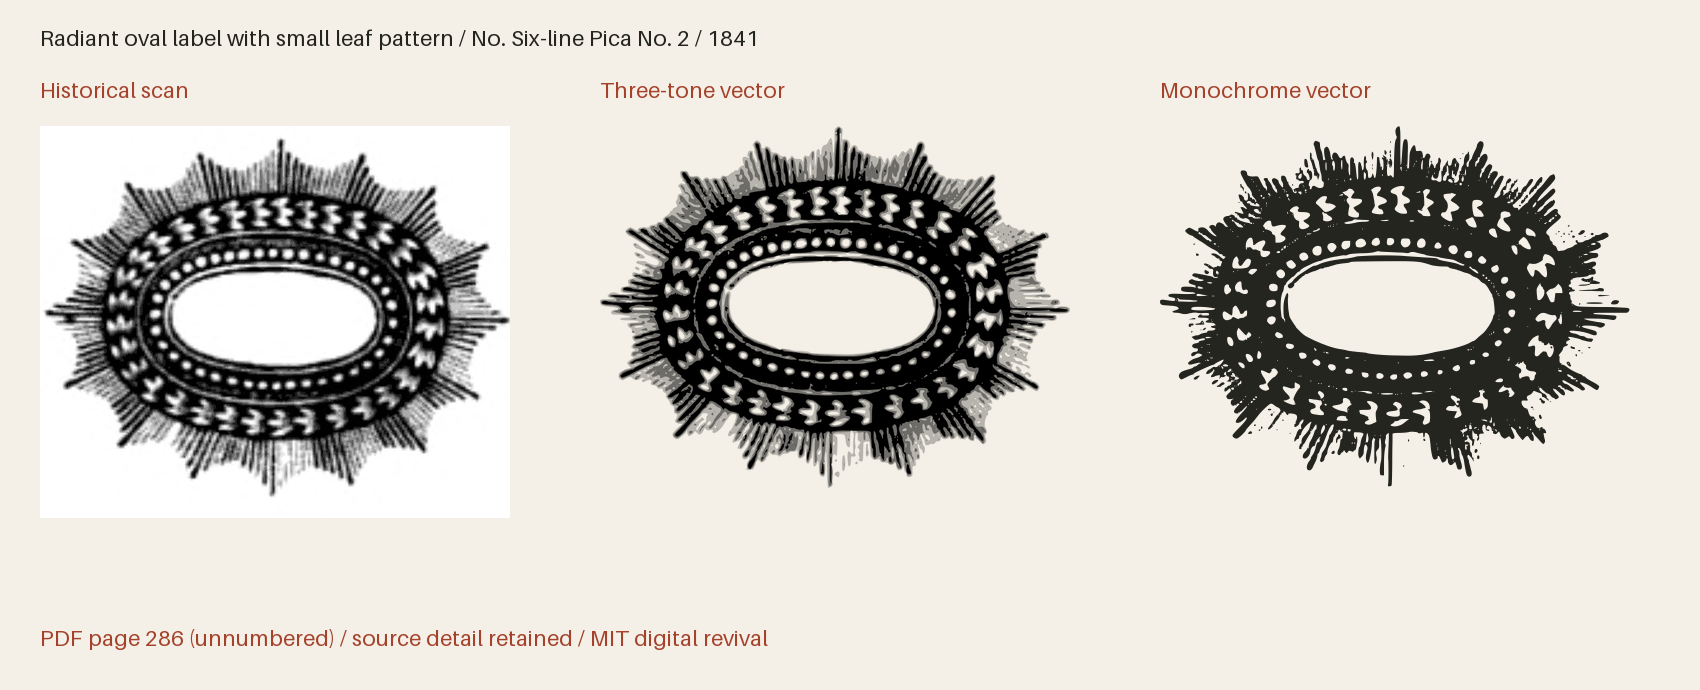 Radiant oval label with small leaf pattern / No. Six-line Pica No. 2 / 1841
Historical scan
Three-tone vector
Monochrome vector
PDF page 286 (unnumbered) / source detail retained / MIT digital revival